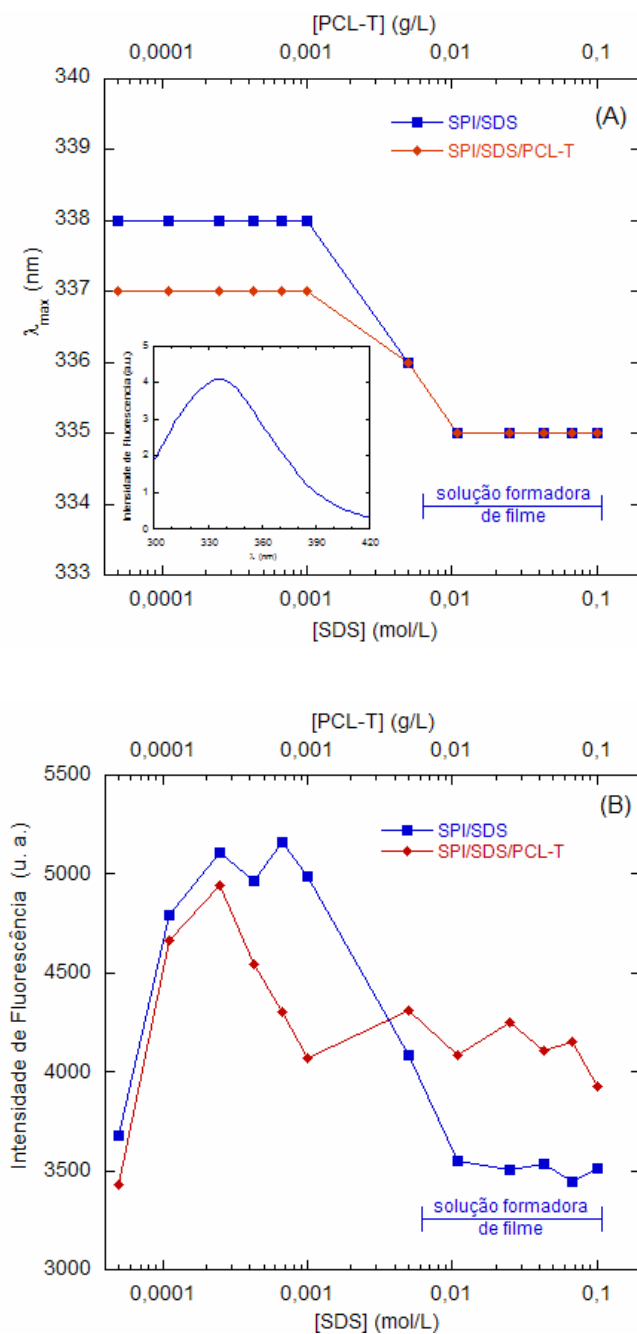 [PCL-T] (g/L)
0,0001 0,001 0,01 0,1
340
339
338
337
336
335
334
333
λmax (nm)
(A)
SPI/SDS
SPI/SDS/PCL-T
Intensidade de Fluorescencia (a.u.)
5
4
3
2
1
0
300 330 360 390 420
λ (nm)
solução formadora
de filme
0,0001 0,001 0,01 0,1
[SDS] (mol/L)
[PCL-T] (g/L)
0,0001 0,001 0,01 0,1
5500
5000
4500
4000
3500
3000
Intensidade de Fluorescência (u. a.)
(B)
SPI/SDS
SPI/SDS/PCL-T
solução formadora
de filme
0,0001 0,001 0,01 0,1
[SDS] (mol/L)